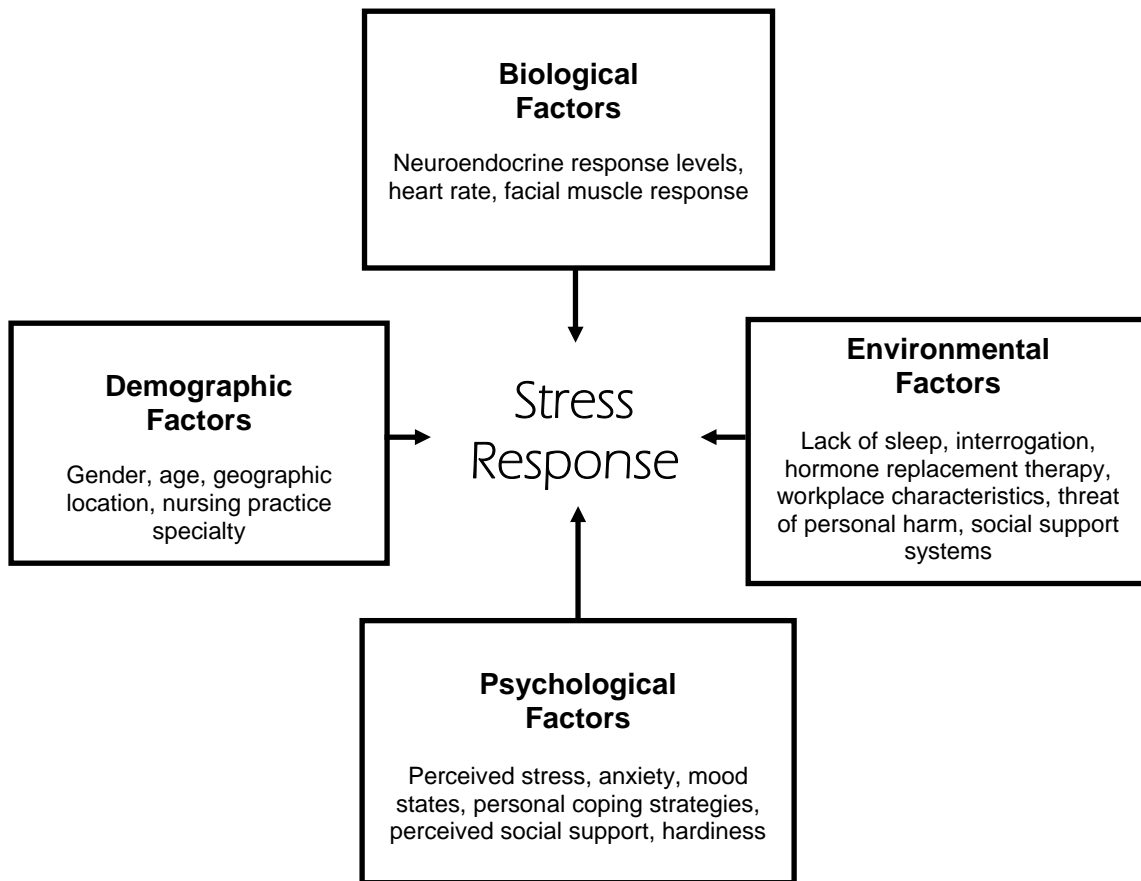 Biological
Factors
Neuroendocrine response levels,
heart rate, facial muscle response
Demographic
Factors
Gender, age, geographic
location, nursing practice
specialty
Stress
Response
Environmental
Factors
Lack of sleep, interrogation,
hormone replacement therapy,
workplace characteristics, threat
of personal harm, social support
systems
Psychological
Factors
Perceived stress, anxiety, mood
states, personal coping strategies,
perceived social support, hardiness